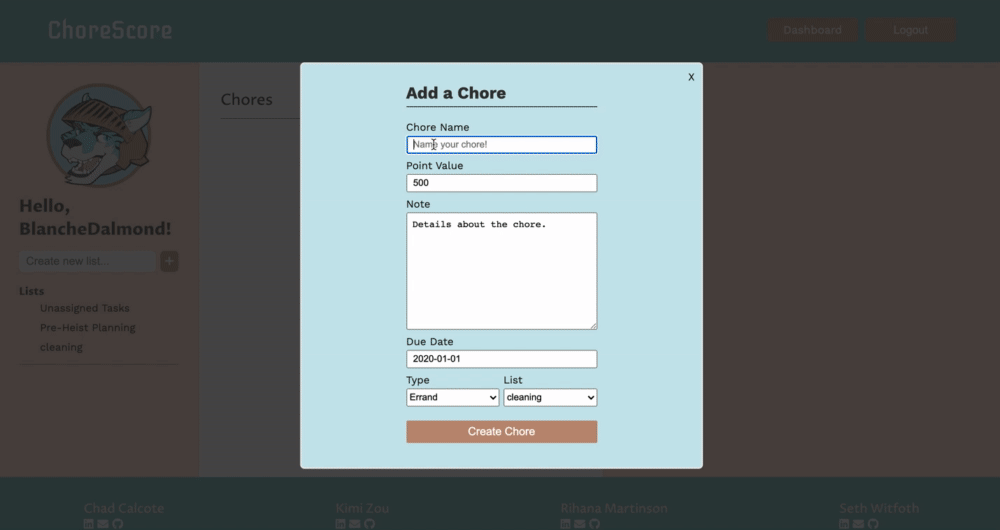 ChoreScore
Dashboard
Logout
Hello,
BlancheDalmond!
Create new list...
+
Lists
Unassigned Tasks
Pre-Heist Planning
cleaning
Chores
X
Add a Chore
Chore Name
Name your chore!
Point Value
500
Note
Details about the chore.
Due Date
2020-01-01
Type List
Errand cleaning
Create Chore
Chad Calcote Kimi Zou Rihana Martinson Seth Witfoth